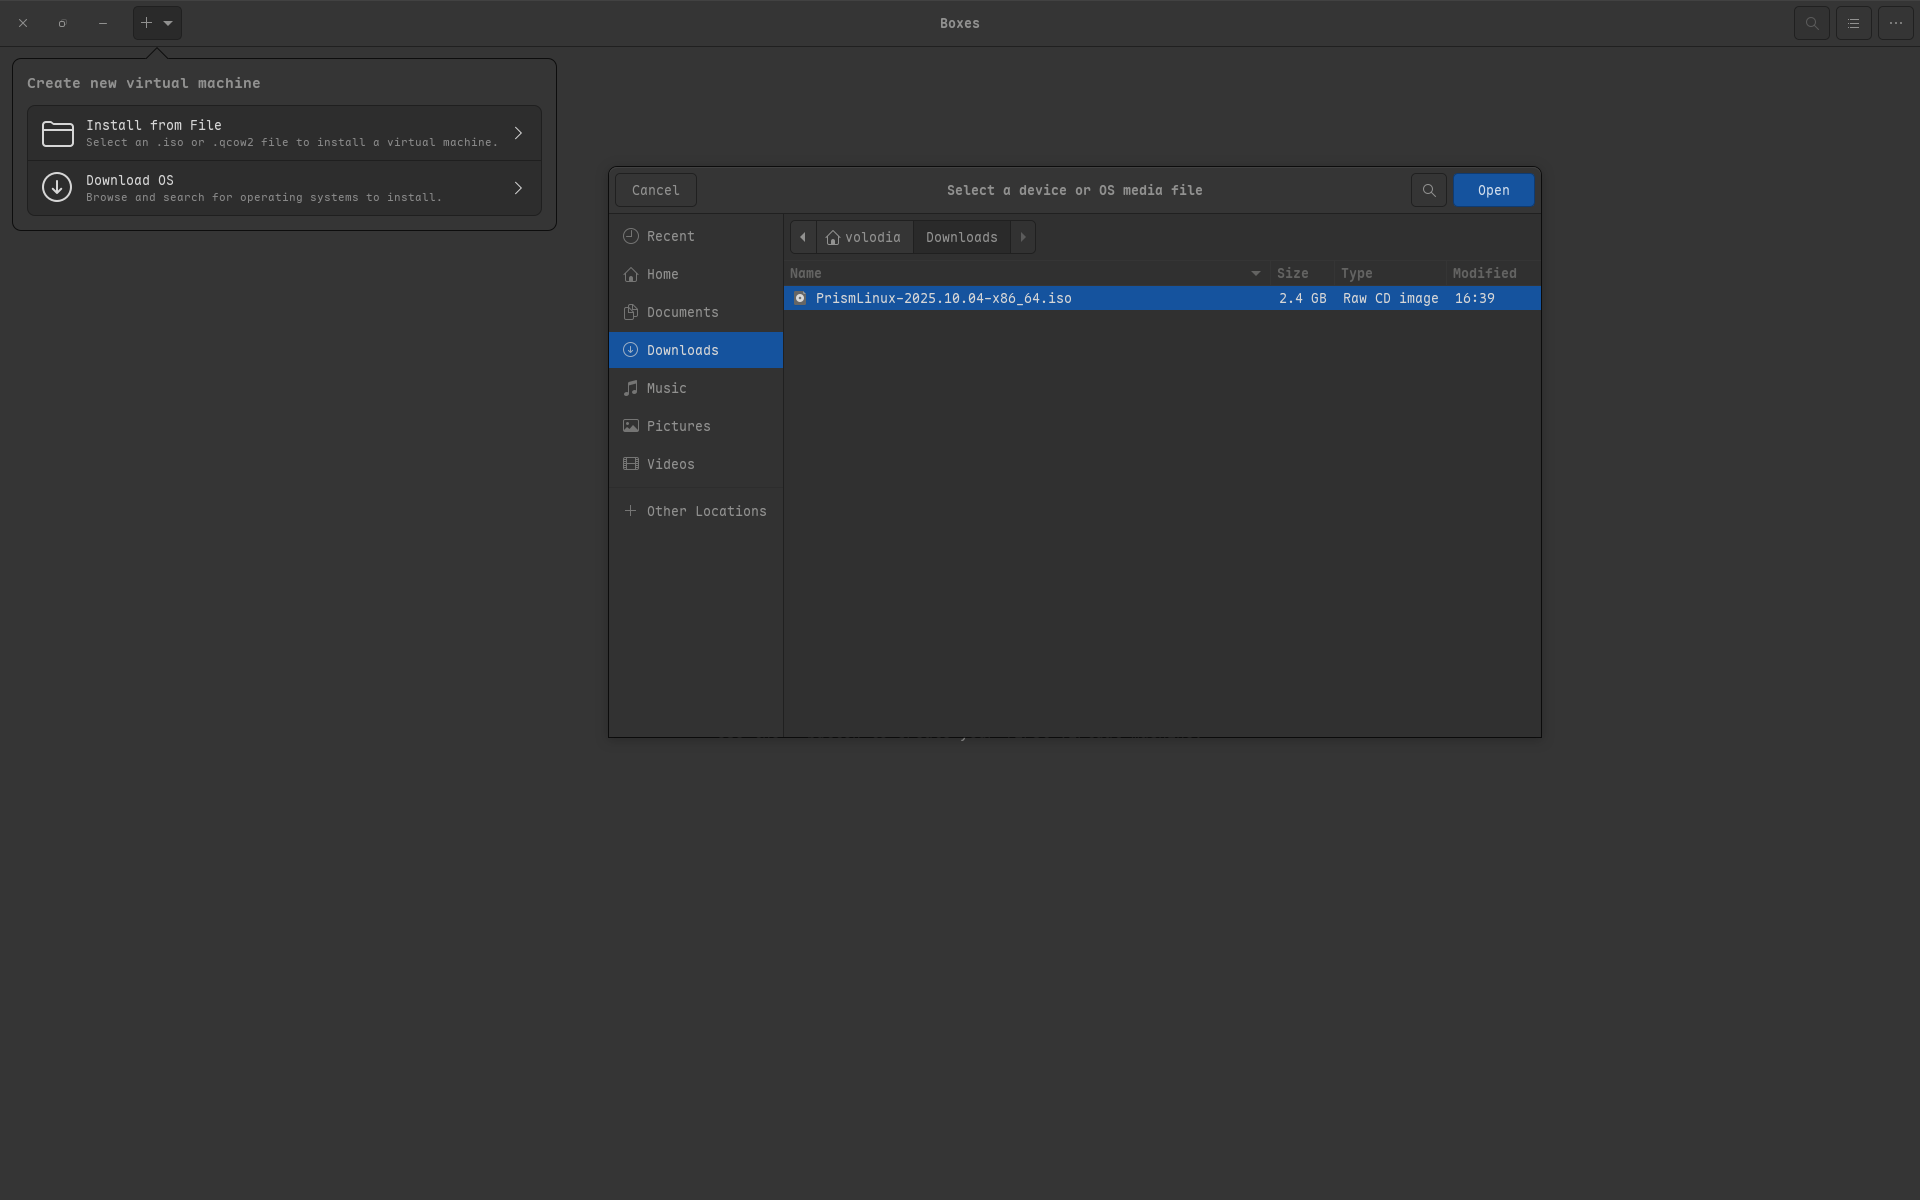 Boxes
Create new virtual machine
Install from File
Select an .iso or .qcow2 file to install a virtual machine.
Download OS
Browse and search for operating systems to install.
Cancel
Select a device or OS media file
Open
Recent
Home
Documents
Downloads
Music
Pictures
Videos
Other Locations
volodia
Downloads
Name Size Type Modified
PrismLinux-2025.10.04-x86_64.iso 2.4 GB Raw CD image 16:39